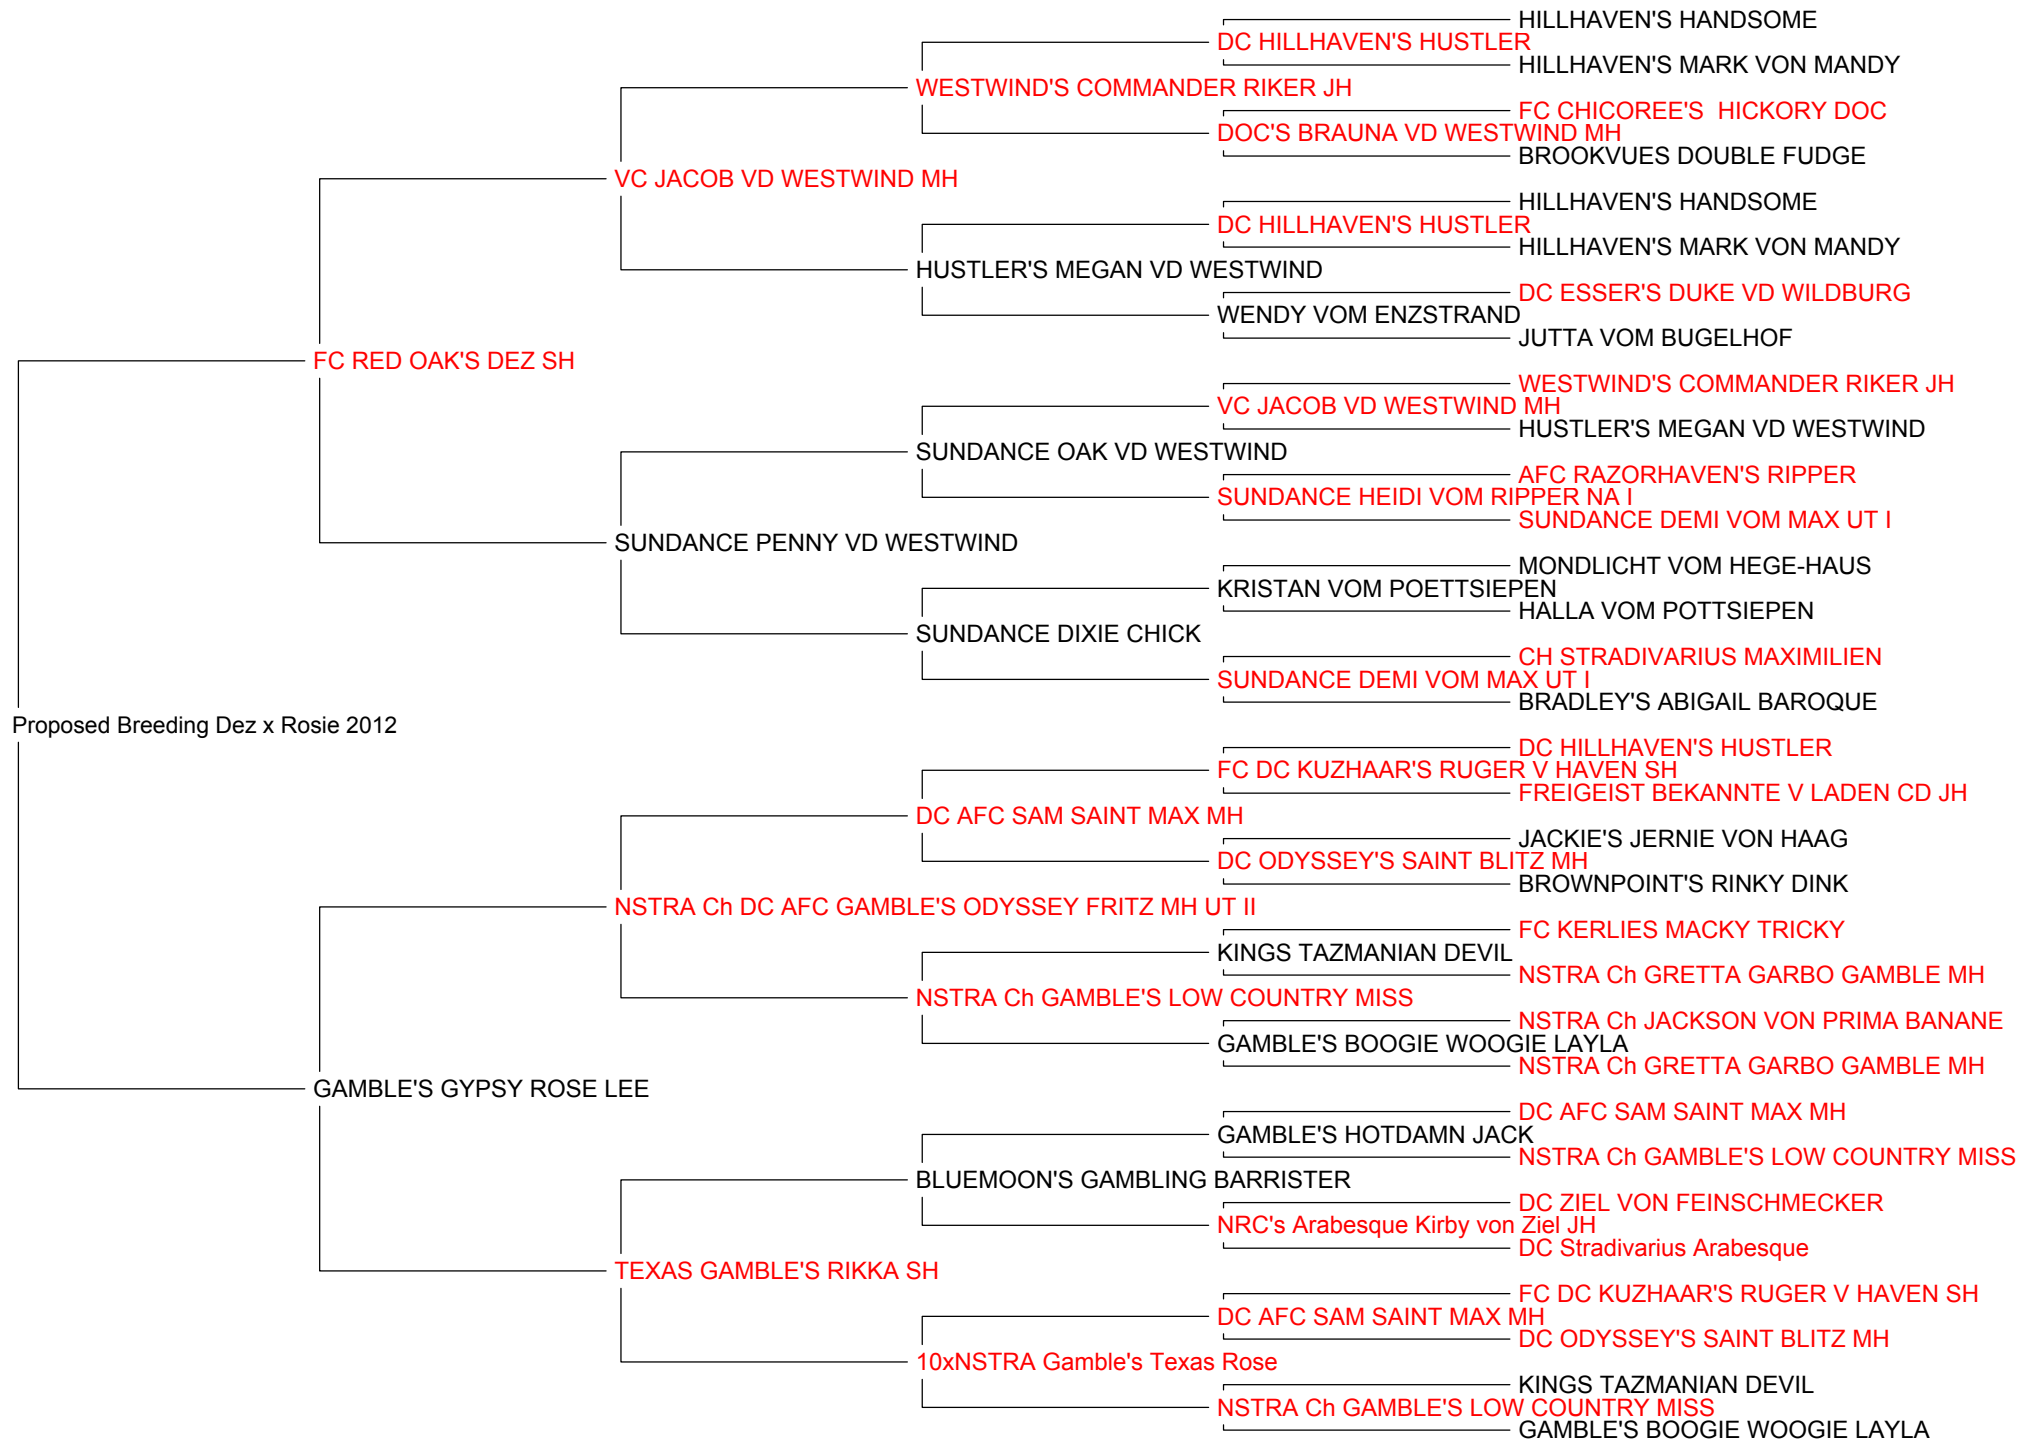 HILLHAVEN'S HANDSOME
DC HILLHAVEN'S HUSTLER
HILLHAVEN'S MARK VON MANDY
WESTWIND'S COMMANDER RIKER JH
FC CHICOREE'S  HICKORY DOC
DOC'S BRAUNA VD WESTWIND MH
BROOKVUES DOUBLE FUDGE
VC JACOB VD WESTWIND MH
HILLHAVEN'S HANDSOME
DC HILLHAVEN'S HUSTLER
HILLHAVEN'S MARK VON MANDY
HUSTLER'S MEGAN VD WESTWIND
DC ESSER'S DUKE VD WILDBURG
WENDY VOM ENZSTRAND
JUTTA VOM BUGELHOF
FC RED OAK'S DEZ SH
WESTWIND'S COMMANDER RIKER JH
VC JACOB VD WESTWIND MH
HUSTLER'S MEGAN VD WESTWIND
SUNDANCE OAK VD WESTWIND
AFC RAZORHAVEN'S RIPPER
SUNDANCE HEIDI VOM RIPPER NA I
SUNDANCE DEMI VOM MAX UT I
SUNDANCE PENNY VD WESTWIND
MONDLICHT VOM HEGE-HAUS
KRISTAN VOM POETTSIEPEN
HALLA VOM POTTSIEPEN
SUNDANCE DIXIE CHICK
CH STRADIVARIUS MAXIMILIEN
SUNDANCE DEMI VOM MAX UT I
BRADLEY'S ABIGAIL BAROQUE
Proposed Breeding Dez x Rosie 2012
DC HILLHAVEN'S HUSTLER
FC DC KUZHAAR'S RUGER V HAVEN SH
FREIGEIST BEKANNTE V LADEN CD JH
DC AFC SAM SAINT MAX MH
JACKIE'S JERNIE VON HAAG
DC ODYSSEY'S SAINT BLITZ MH
BROWNPOINT'S RINKY DINK
NSTRA Ch DC AFC GAMBLE'S ODYSSEY FRITZ MH UT II
FC KERLIES MACKY TRICKY
KINGS TAZMANIAN DEVIL
NSTRA Ch GRETTA GARBO GAMBLE MH
NSTRA Ch GAMBLE'S LOW COUNTRY MISS
NSTRA Ch JACKSON VON PRIMA BANANE
GAMBLE'S BOOGIE WOOGIE LAYLA
NSTRA Ch GRETTA GARBO GAMBLE MH
GAMBLE'S GYPSY ROSE LEE
DC AFC SAM SAINT MAX MH
GAMBLE'S HOTDAMN JACK
NSTRA Ch GAMBLE'S LOW COUNTRY MISS
BLUEMOON'S GAMBLING BARRISTER
DC ZIEL VON FEINSCHMECKER
NRC's Arabesque Kirby von Ziel JH
DC Stradivarius Arabesque
TEXAS GAMBLE'S RIKKA SH
FC DC KUZHAAR'S RUGER V HAVEN SH
DC AFC SAM SAINT MAX MH
DC ODYSSEY'S SAINT BLITZ MH
10xNSTRA Gamble's Texas Rose
KINGS TAZMANIAN DEVIL
NSTRA Ch GAMBLE'S LOW COUNTRY MISS
GAMBLE'S BOOGIE WOOGIE LAYLA